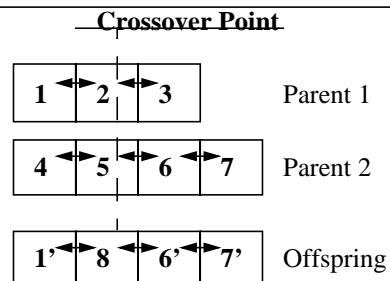 Crossover Point
1 2 3 Parent 1
4 5 6 7 Parent 2
1’ 8 6’ 7’ Offspring